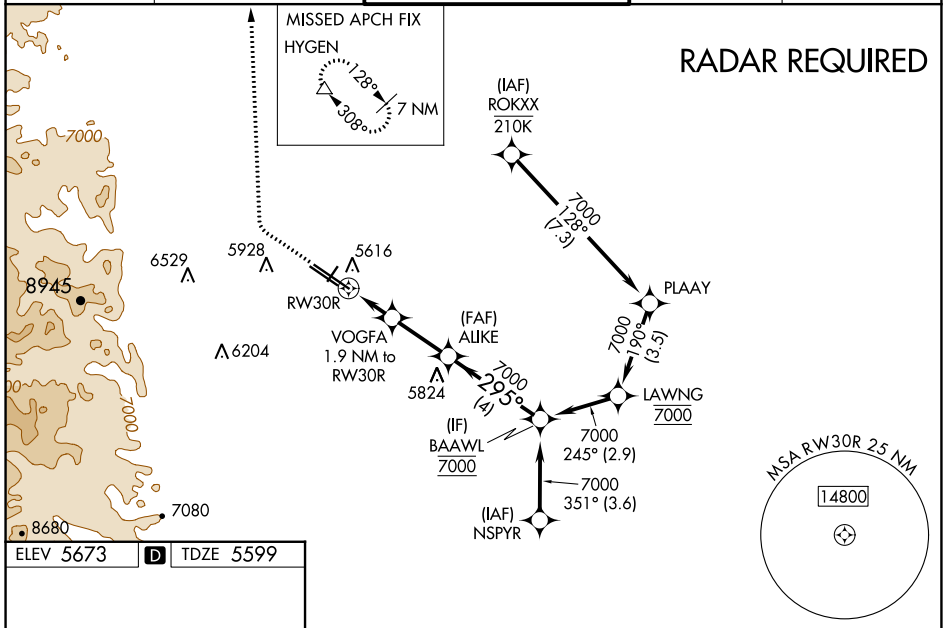 MISSED APCH FIX
HYGEN
128°
308°
7 NM
RADAR REQUIRED
(IAF)
ROKXX
210K
7000
128°
(7.3)
7000
6529
5928
5616
8945
RW30R
PLAAY
VOGFA
1.9 NM to
RW30R
(FAF)
ALIKE
7000
190°
(3.5)
6204
5824
7000
295°
(4)
LAWNG
7000
(IF)
BAAWL
7000
7000
245° (2.9)
7000
351° (3.6)
(IAF)
NSPYR
7000
7080
8680
MSA RW30R 25 NM
14800
ELEV 5673
D
TDZE 5599